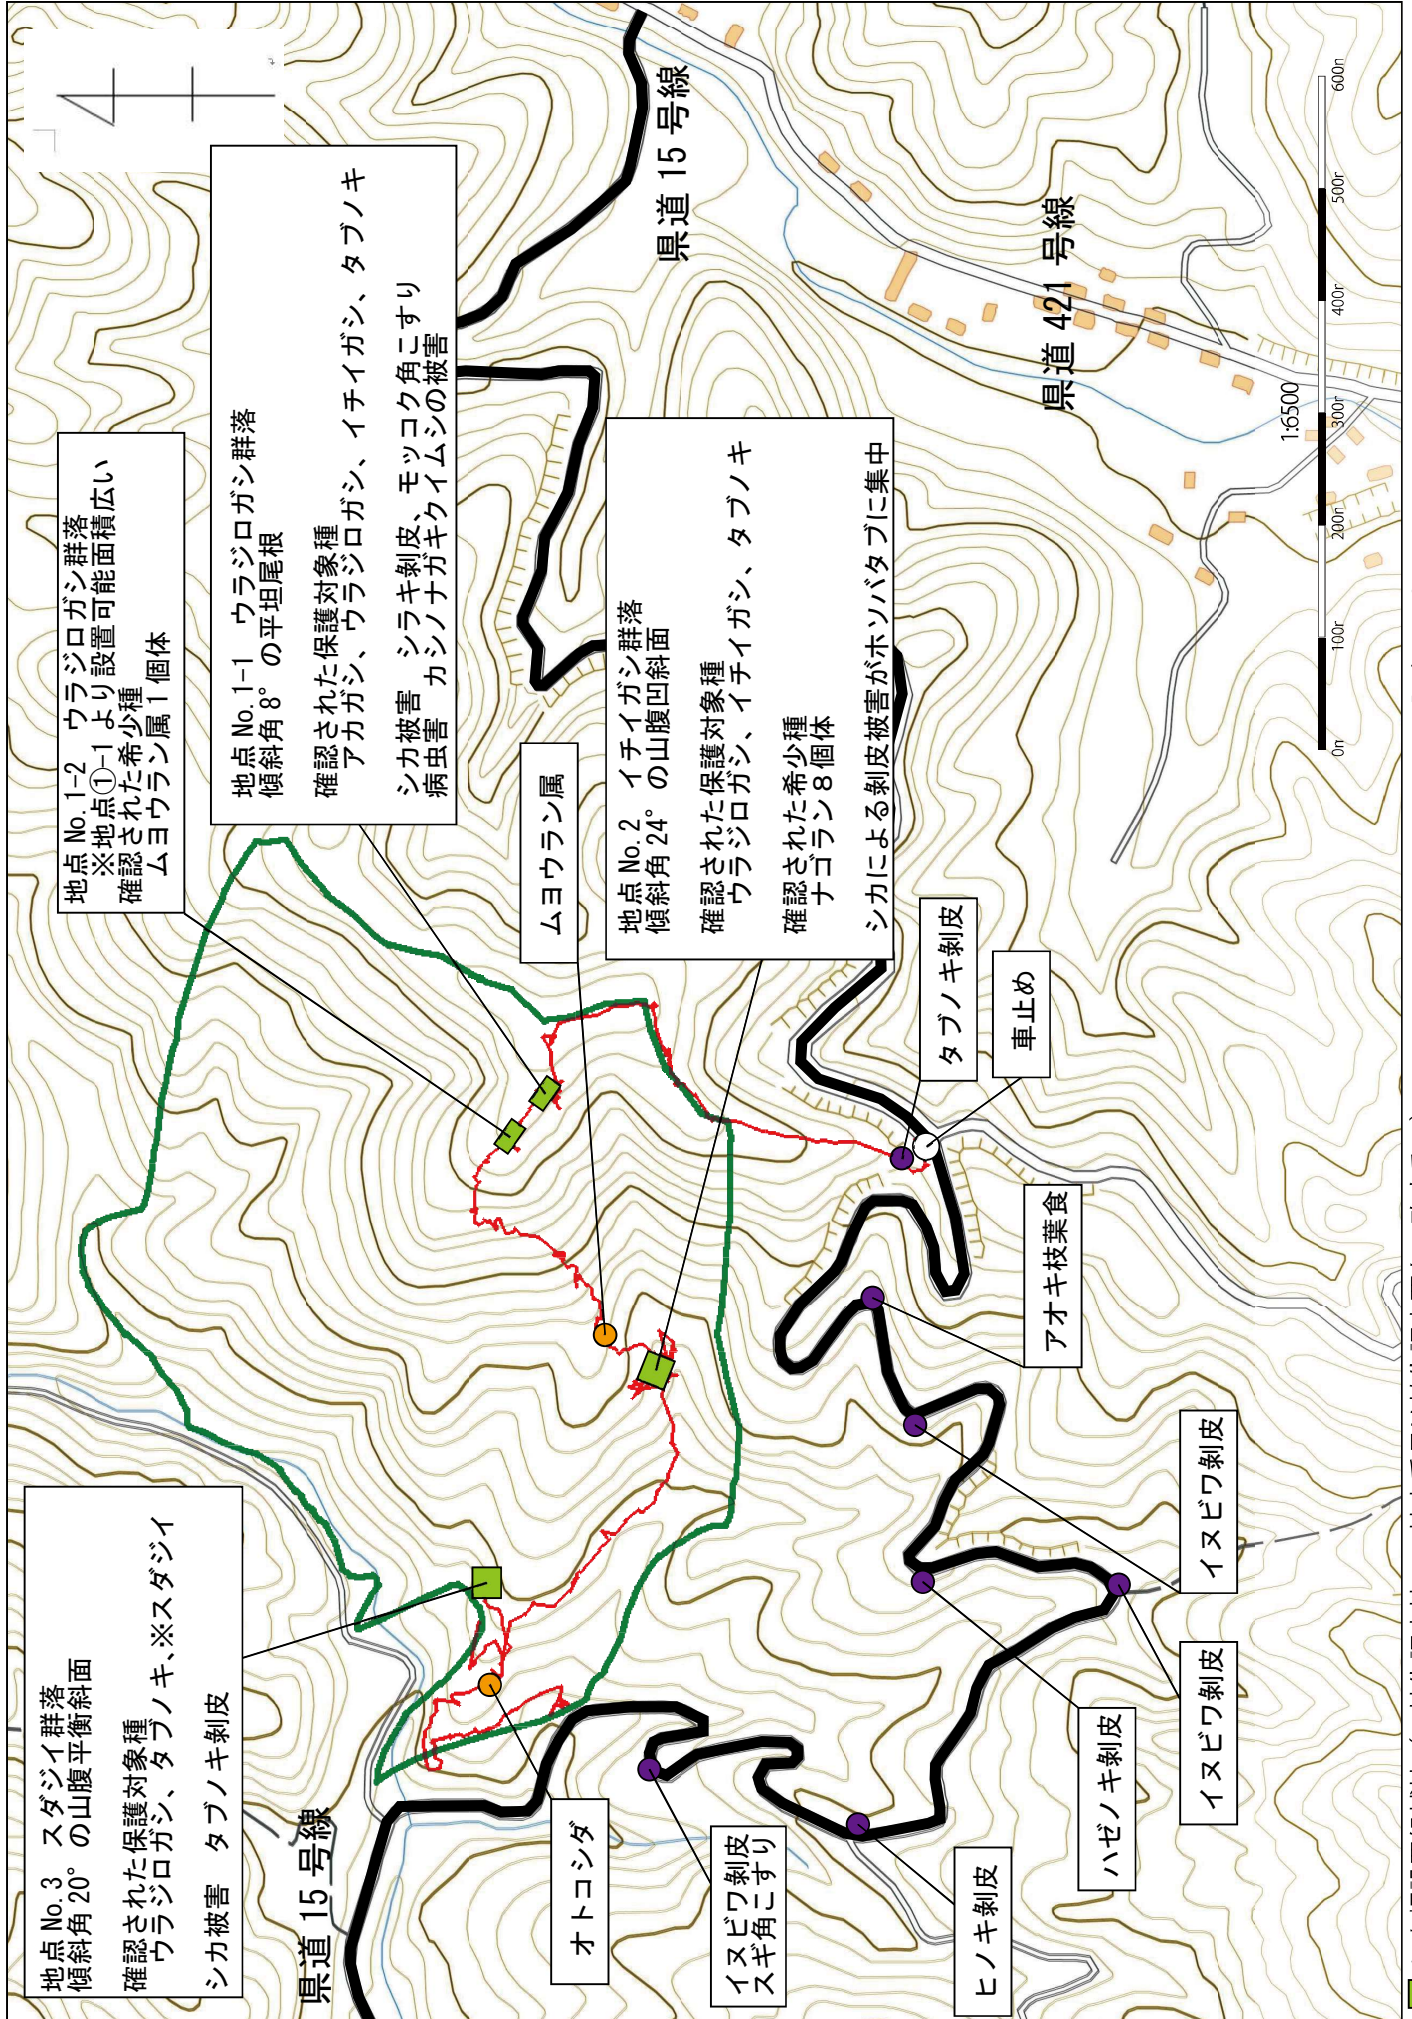 地点 No.1-2　ウラジロガシ群落
※地点①-1 より設置可能面積広い
確認された希少種
ムヨウラン属 1 個体
地点 No.1-1　ウラジロガシ群落
傾斜角 8°の平坦尾根
確認された保護対象種
アカガシ、ウラジロガシ、イチイガシ、タブノキ
シカ被害　シラキ剝皮、モッコク角こすり
病虫害　カシノナガキクイムシの被害
県道 15 号線
ムヨウラン属
地点 No.2　イチイガシ群落
傾斜角 24°の山腹凹斜面
確認された保護対象種
ウラジロガシ、イチイガシ、タブノキ
確認された希少種
ナゴラン８個体
シカによる剝皮被害がホソバタブに集中
県道 421 号線
タブノキ剝皮
車止め
アオキ枝葉食
イヌビワ剝皮
イヌビワ剝皮
ハゼノキ剝皮
ヒノキ剝皮
イヌビワ剝皮
スギ角こすり
オトコシダ
地点 No.3　スダジイ群落
傾斜角 20°の山腹平衡斜面
確認された保護対象種
ウラジロガシ、タブノキ、※スダジイ
シカ被害　タブノキ剝皮
県道 15 号線
1:6500
0m
100m
200m
300m
400m
500m
600m